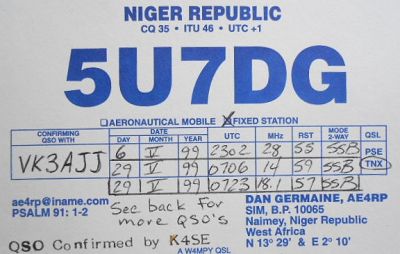 NIGER REPUBLIC
CQ 35 • ITU 46 • UTC +1
5U7DG
AERONAUTICAL MOBILE FIXED STATION
CONFIRMING QSO WITH DATE UTC MHz RST MODE 2-WAY QSL
DAY MONTH YEAR
VK3AJJ 6 V 99 2302 28 55 SSB PSE
29 V 99 0706 14 59 SSB TNX
29 V 99 0723 18.1 57 SSB
ae4rp@iname.com
PSALM 91: 1-2
See back for
more QSO's
DAN GERMAINE, AE4RP
SIM, B.P. 10065
Naimey, Niger Republic
West Africa
N 13° 29' & E 2° 10'
QSO Confirmed by K4SE
A W4MPY QSL